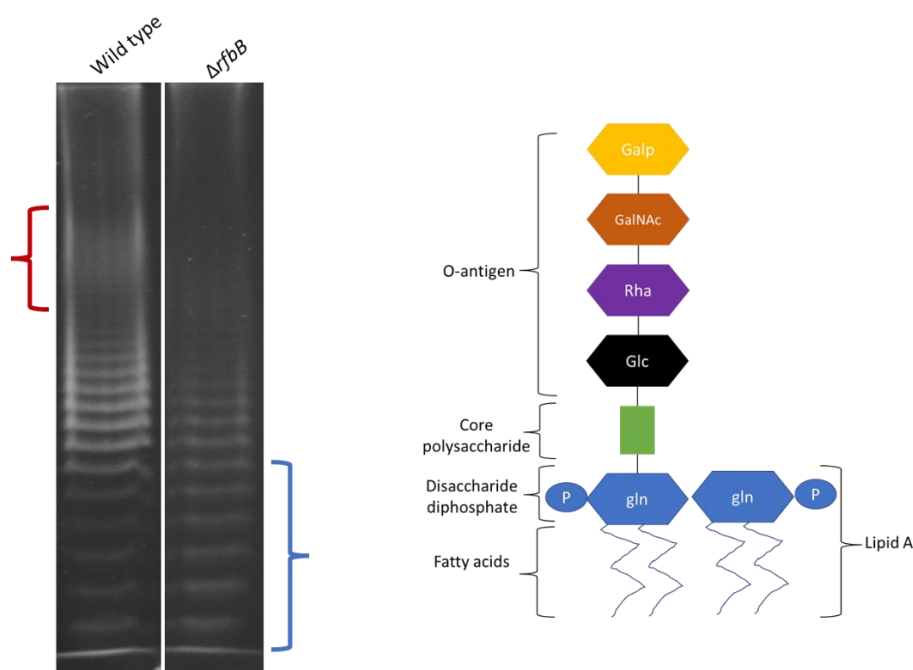 Wild type
ΔrfbB
Galp
GalNAc
O-antigen
Rha
Glc
Core
polysaccharide
Disaccharide
diphosphate
P
gln
gln
P
Fatty acids
Lipid A